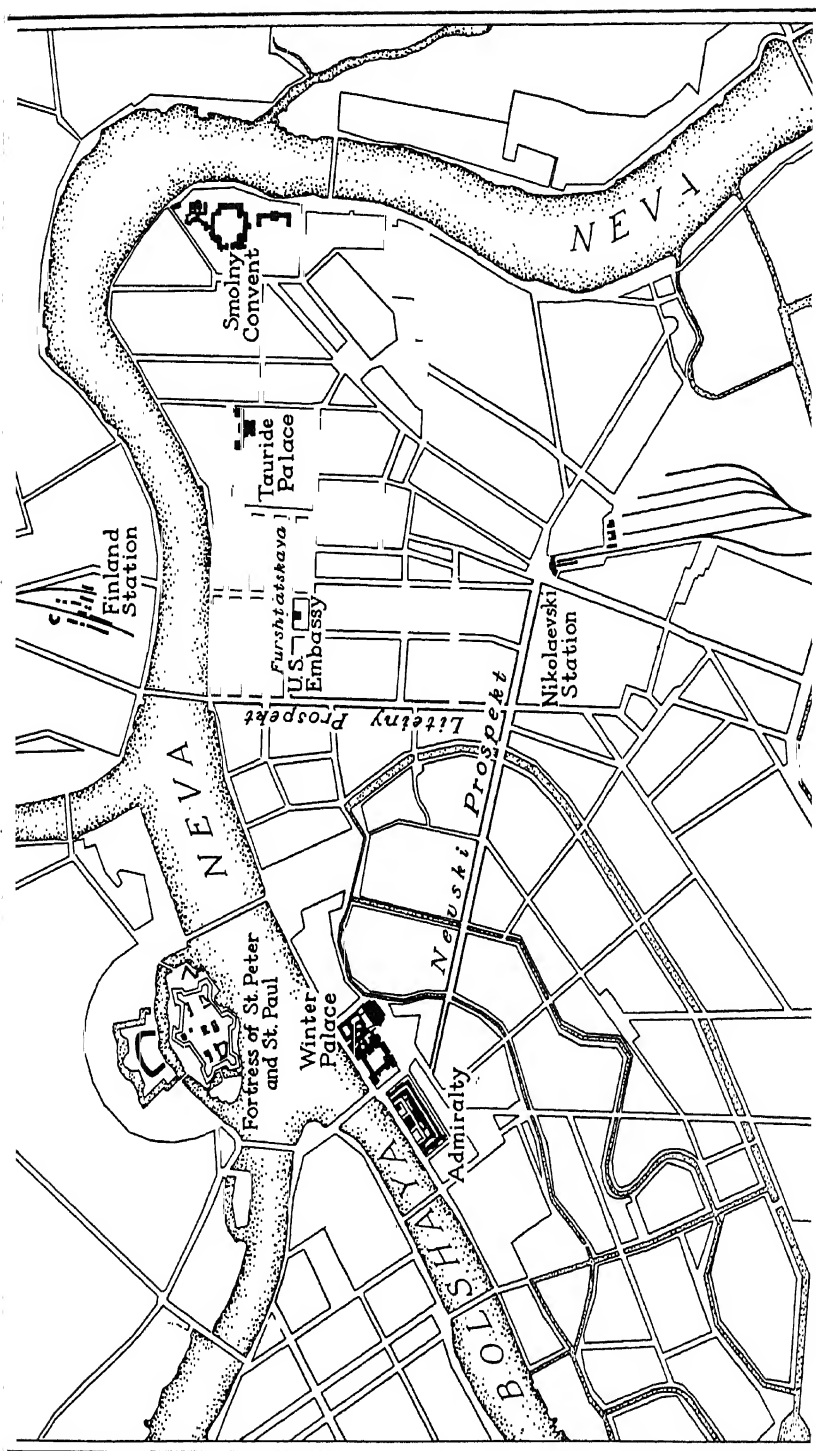 Fortress of St. Peter
and St. Paul
Winter
Palace
Admiralty
BOLSHAYA
NEVA
Nevski Prospekt
Liteiny Prospekt
Finland
Station
Furshtatskaya
U.S.
Embassy
Tauride
Palace
Smolny
Convent
Nikolaevski
Station
NEVA